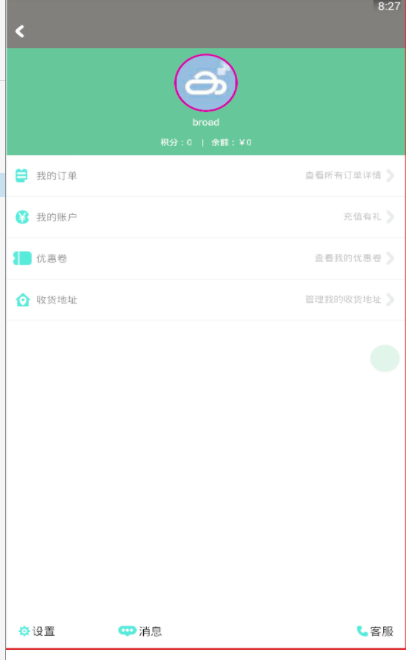 8:27
broad
积分：0 | 余额：￥0
我的订单 查看所有订单详情
我的账户 充值有礼
优惠卷 查看我的优惠卷
收货地址 管理我的收货地址
设置 消息 客服